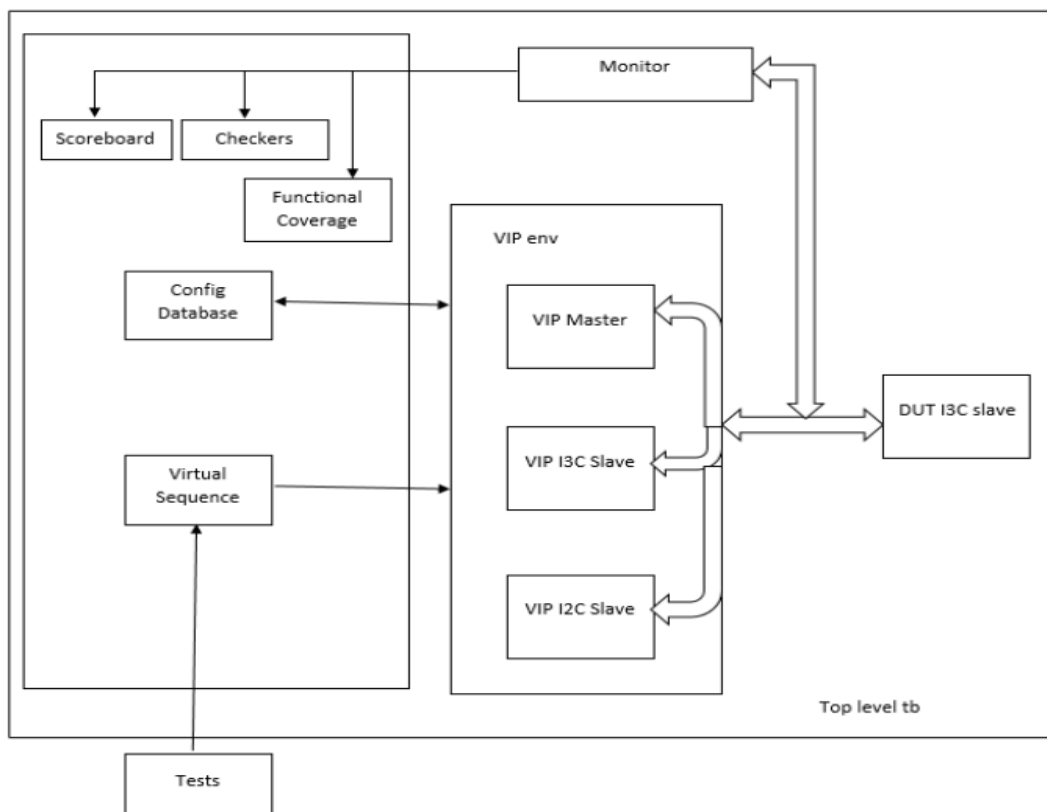 Monitor
Scoreboard
Checkers
Functional
Coverage
VIP env
Config
Database
VIP Master
DUT I3C slave
VIP I3C Slave
Virtual
Sequence
VIP I2C Slave
Top level tb
Tests